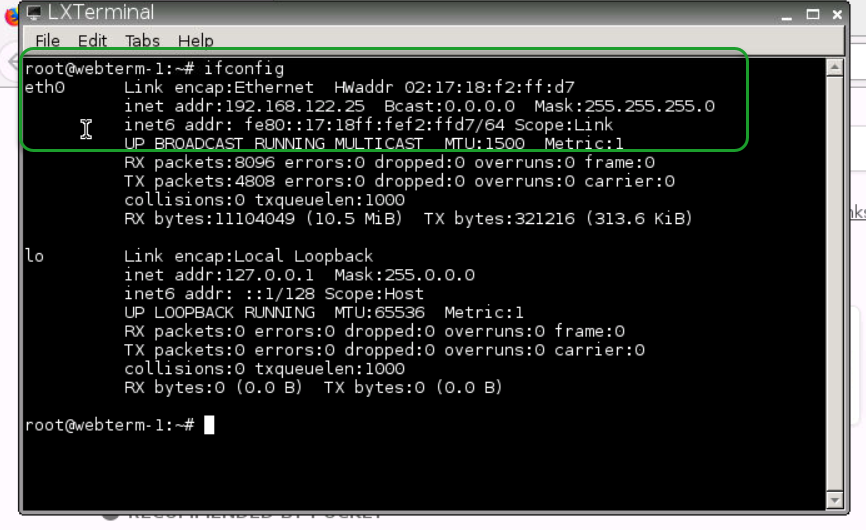 LXTerminal
File Edit Tabs Help
root@webterm-1:~# ifconfig
eth0 Link encap:Ethernet HWaddr 02:17:18:f2:ff:d7
inet addr:192.168.122.25 Bcast:0.0.0.0 Mask:255.255.255.0
inet6 addr: fe80::17:18ff:fef2:ffd7/64 Scope:Link
UP BROADCAST RUNNING MULTICAST MTU:1500 Metric:1
RX packets:8096 errors:0 dropped:0 overruns:0 frame:0
TX packets:4808 errors:0 dropped:0 overruns:0 carrier:0
collisions:0 txqueuelen:1000
RX bytes:11104049 (10.5 MiB) TX bytes:321216 (313.6 KiB)
lo Link encap:Local Loopback
inet addr:127.0.0.1 Mask:255.0.0.0
inet6 addr: ::1/128 Scope:Host
UP LOOPBACK RUNNING MTU:65536 Metric:1
RX packets:0 errors:0 dropped:0 overruns:0 frame:0
TX packets:0 errors:0 dropped:0 overruns:0 carrier:0
collisions:0 txqueuelen:1000
RX bytes:0 (0.0 B) TX bytes:0 (0.0 B)
root@webterm-1:~#
RECOMMENDED BY POCKET